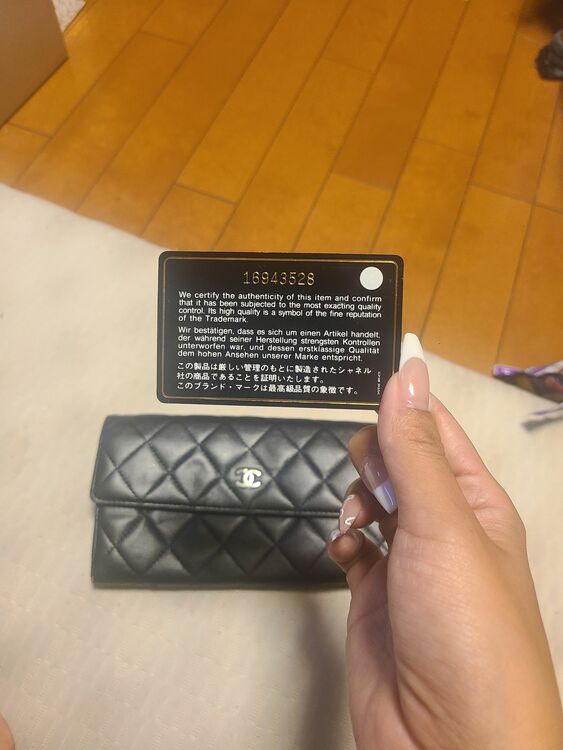 16943528
We certify the authenticity of this item and confirm
that it has been subjected to the most exacting quality
control. Its high quality is a symbol of the fine reputation
of the Trademark.
Wir bestätigen, dass es sich um einen Artikel handelt,
der während seiner Herstellung strengsten Kontrollen
unterworfen war, und dessen erstklassige Qualität
dem hohen Ansehen unserer Marke entspricht.
この製品は厳しい管理のもとに製造されたシャネル
社の商品であることを証明いたします。
このブランド・マークは最高級品質の象徴です。